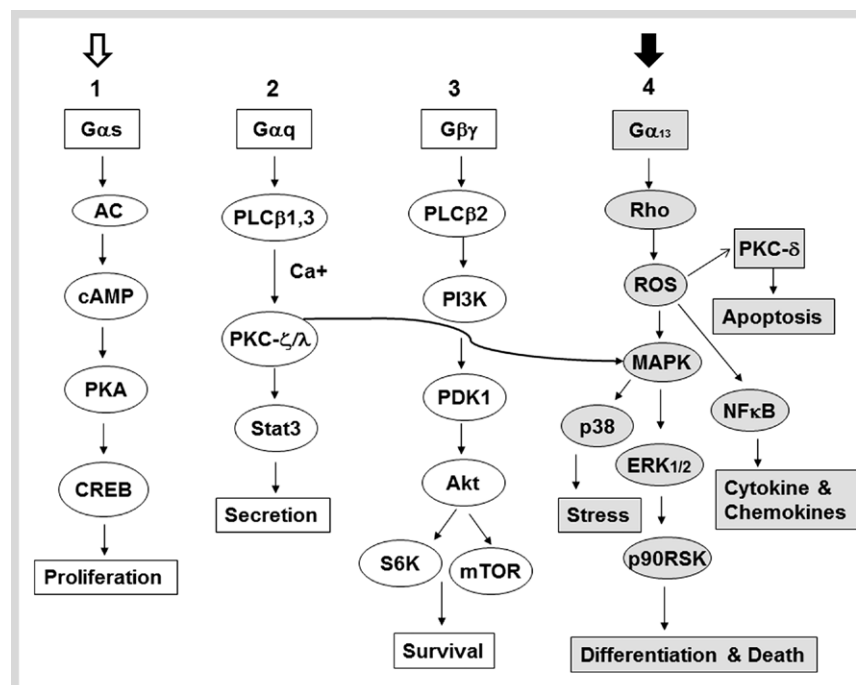 1
2
3
4
Gαs
Gαq
Gβγ
Gα13
AC
PLCβ1,3
PLCβ2
Rho
PKC-δ
Ca+
cAMP
PI3K
ROS
Apoptosis
PKC-ζ/λ
MAPK
PKA
PDK1
NFκB
p38
Stat3
ERK1/2
CREB
Akt
Secretion
Stress
Cytokine &
Chemokines
Proliferation
S6K
mTOR
p90RSK
Survival
Differentiation & Death